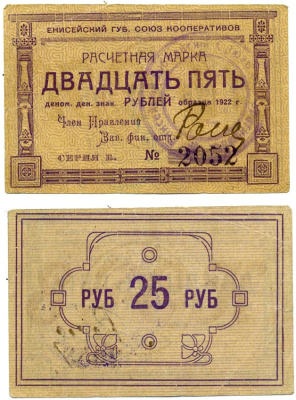 ЕНИСЕЙСКИЙ ГУБ. СОЮЗ КООПЕРАТИВОВ
РАСЧЕТНАЯ МАРКА
ДВАДЦАТЬ ПЯТЬ
деном. ден. знак. РУБЛЕЙ образца 1922 г.
Член Правления
Зав. фин. отд.
СЕРИЯ Е. № 2052
РУБ 25 РУБ